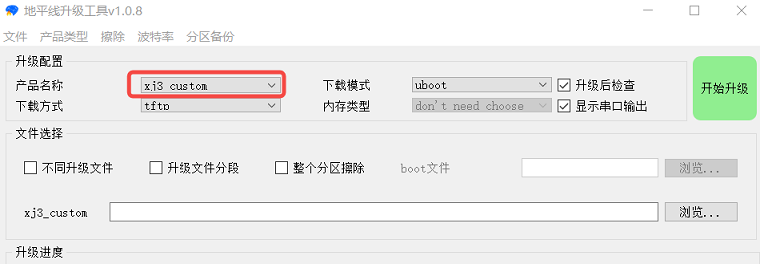 地平线升级工具v1.0.8
文件 产品类型 擦除 波特率 分区备份
升级配置
产品名称 xj3_custom 下载模式 uboot 升级后检查 开始升级
下载方式 tftp 内存类型 don't need choose 显示串口输出
文件选择
不同升级文件 升级文件分段 整个分区擦除 boot文件 浏览...
xj3_custom 浏览...
升级进度